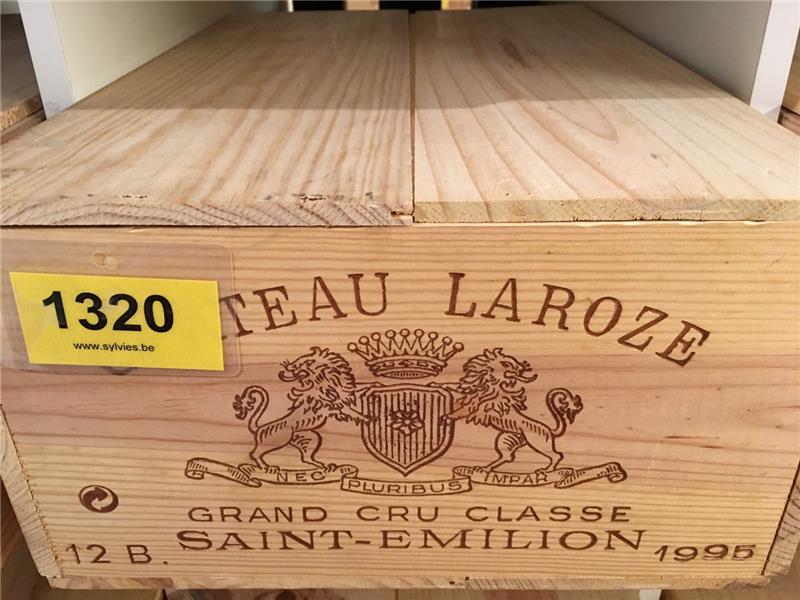 1320
www.sylvies.be
TEAU LAROZE
NEC PLURIBUS IMPAR
GRAND CRU CLASSE
SAINT-EMILION
12 B. 1995